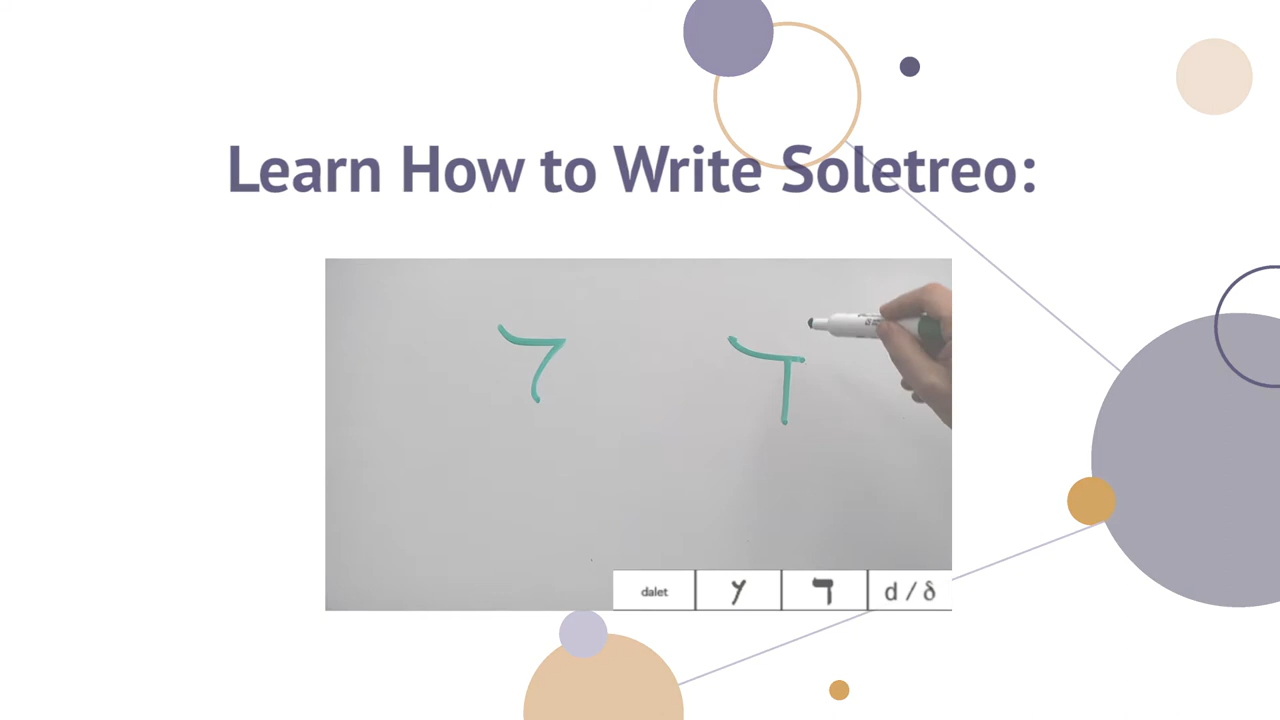 Learn How to Write Soletreo:
ד ד
dalet ד ד d / δ